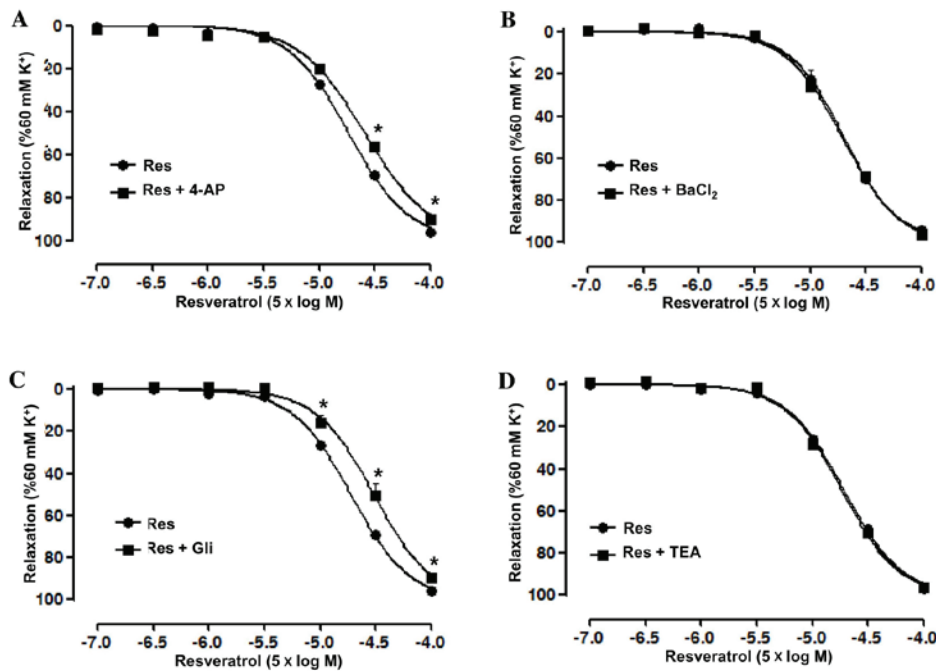 A
Relaxation (%60 mM K⁺)
0
20
40
60
80
100
Res
Res + 4-AP
*
*
-7.0 -6.5 -6.0 -5.5 -5.0 -4.5 -4.0
Resveratrol (5 x log M)
B
Relaxation (%60 mM K⁺)
0
20
40
60
80
100
Res
Res + BaCl₂
-7.0 -6.5 -6.0 -5.5 -5.0 -4.5 -4.0
Resveratrol (5 x log M)
C
Relaxation (%60 mM K⁺)
0
20
40
60
80
100
Res
Res + Gli
*
*
*
-7.0 -6.5 -6.0 -5.5 -5.0 -4.5 -4.0
Resveratrol (5 x log M)
D
Relaxation (%60 mM K⁺)
0
20
40
60
80
100
Res
Res + TEA
-7.0 -6.5 -6.0 -5.5 -5.0 -4.5 -4.0
Resveratrol (5 x log M)